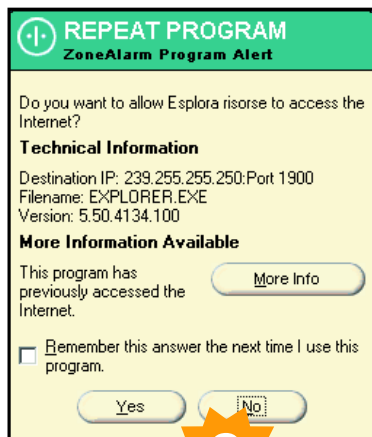 REPEAT PROGRAM
ZoneAlarm Program Alert
Do you want to allow Esplora risorse to access the
Internet?
Technical Information
Destination IP: 239.255.255.250:Port 1900
Filename: EXPLORER.EXE
Version: 5.50.4134.100
More Information Available
This program has
previously accessed the
Internet.
More Info
Remember this answer the next time I use this
program.
Yes No